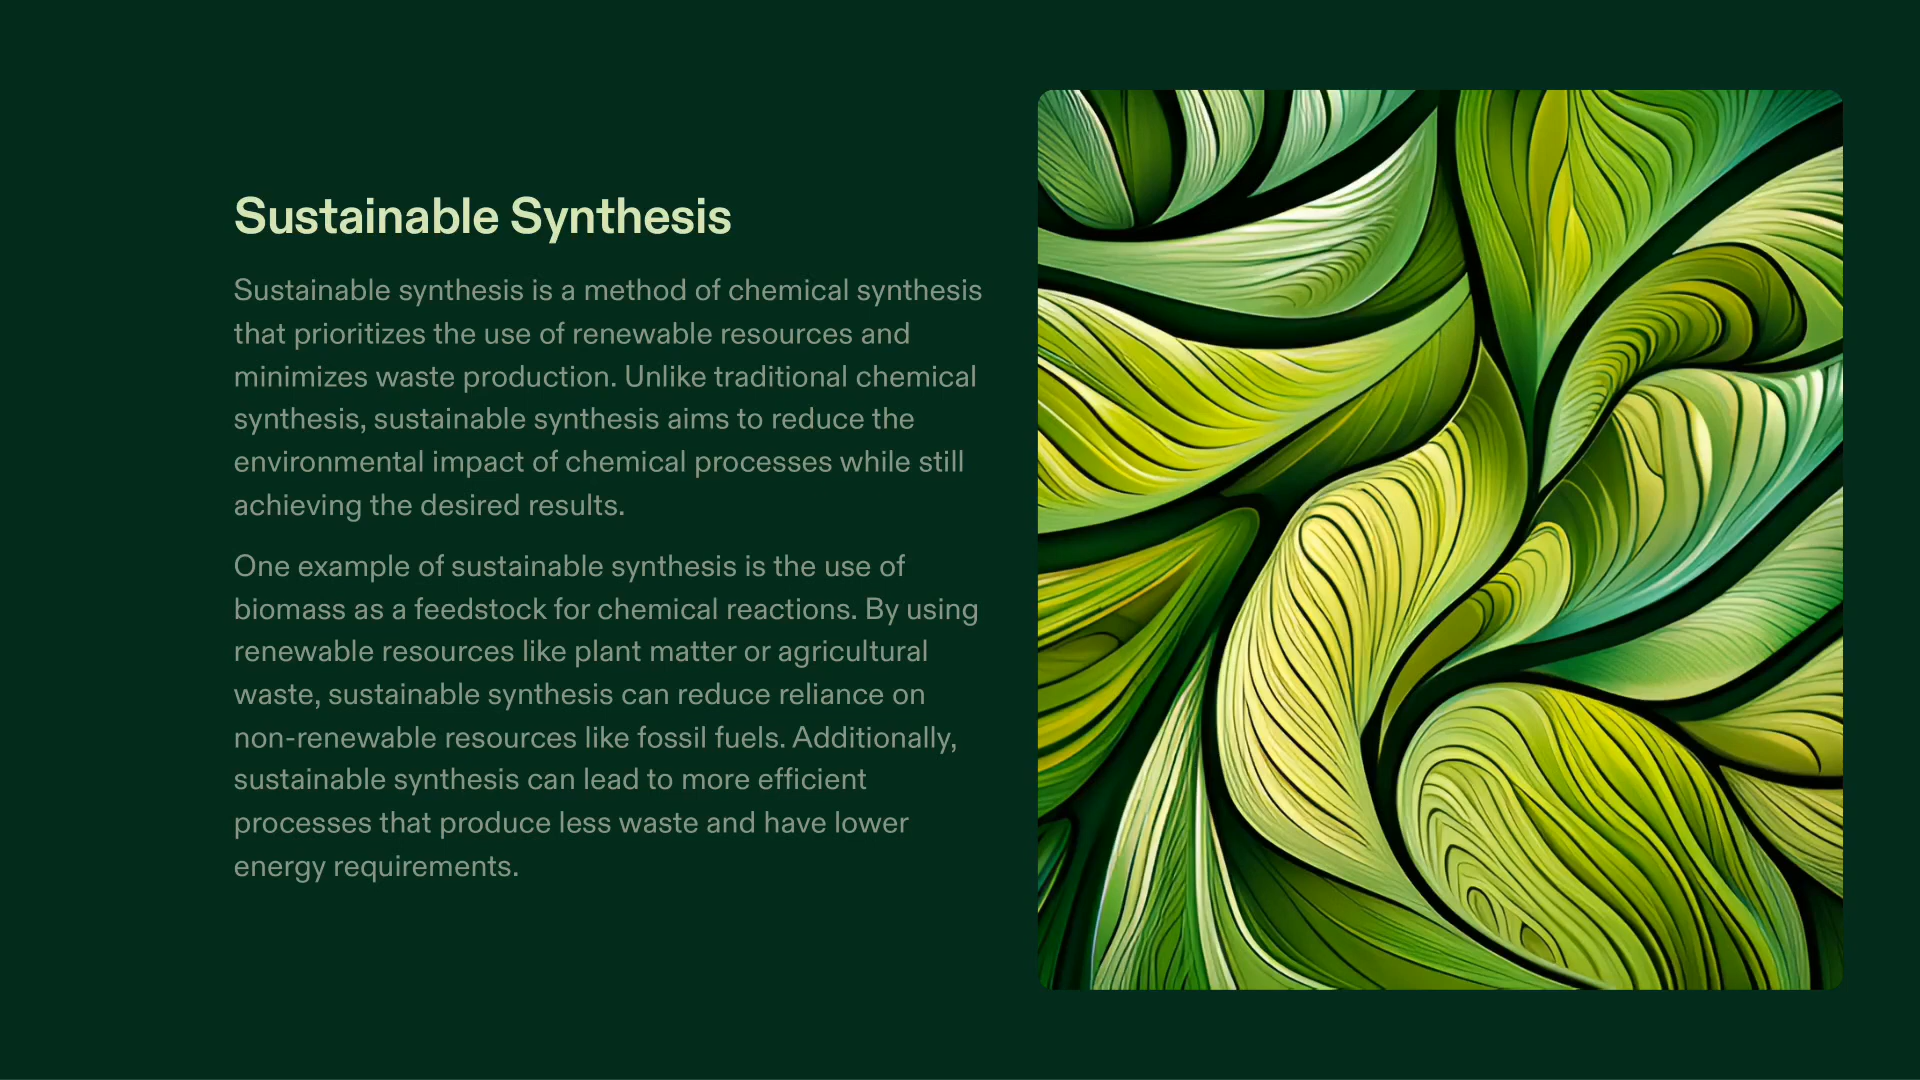 Sustainable Synthesis
Sustainable synthesis is a method of chemical synthesis
that prioritizes the use of renewable resources and
minimizes waste production. Unlike traditional chemical
synthesis, sustainable synthesis aims to reduce the
environmental impact of chemical processes while still
achieving the desired results.
One example of sustainable synthesis is the use of
biomass as a feedstock for chemical reactions. By using
renewable resources like plant matter or agricultural
waste, sustainable synthesis can reduce reliance on
non-renewable resources like fossil fuels. Additionally,
sustainable synthesis can lead to more efficient
processes that produce less waste and have lower
energy requirements.